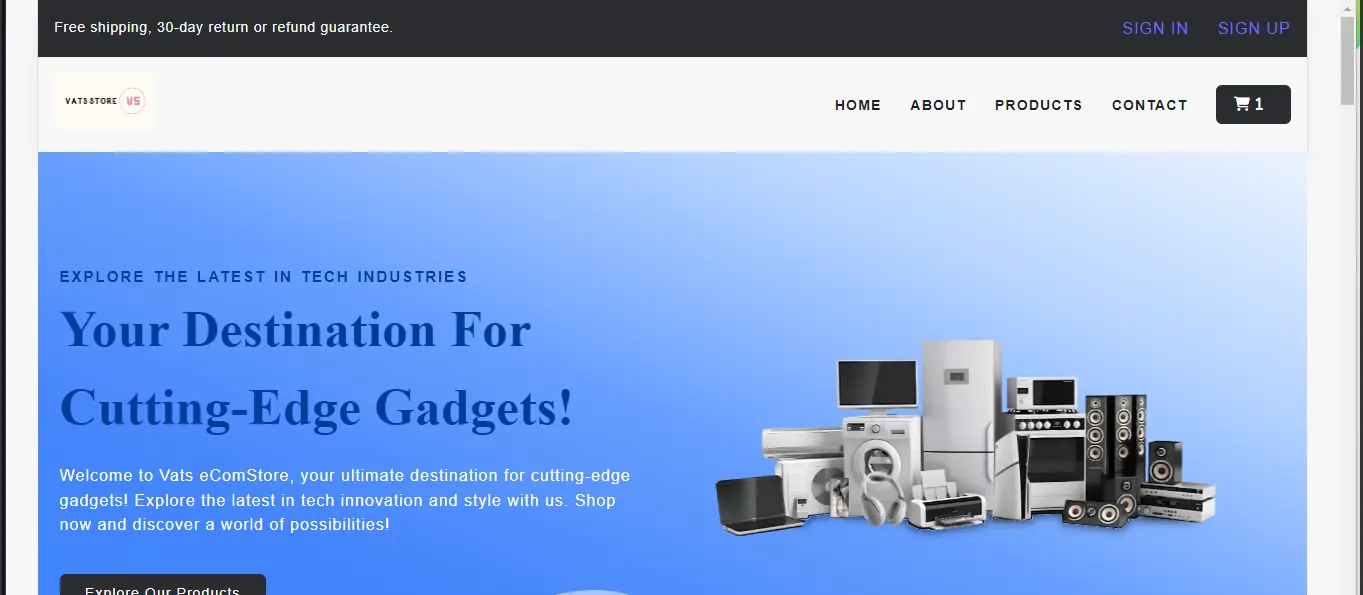 Free shipping, 30-day return or refund guarantee.
SIGN IN SIGN UP
VATSSTORE VS
HOME ABOUT PRODUCTS CONTACT 1
EXPLORE THE LATEST IN TECH INDUSTRIES
Your Destination For
Cutting-Edge Gadgets!
Welcome to Vats eComStore, your ultimate destination for cutting-edge
gadgets! Explore the latest in tech innovation and style with us. Shop
now and discover a world of possibilities!
Explore Our Products